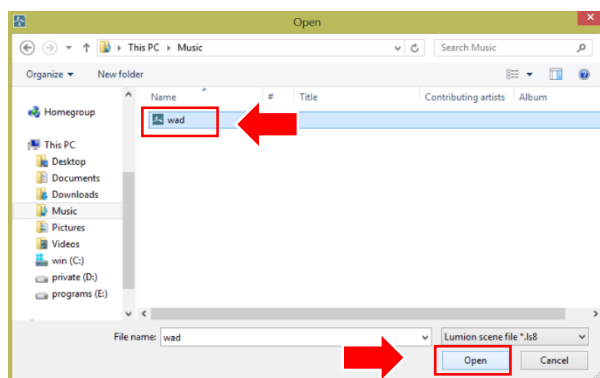 Open
This PC Music
Search Music
Organize New folder
Name # Title Contributing artists Album
Homegroup
wad
This PC
Desktop
Documents
Downloads
Music
Pictures
Videos
win (C:)
private (D:)
programs (E:)
File name: wad
Lumion scene file *.ls8
Open Cancel